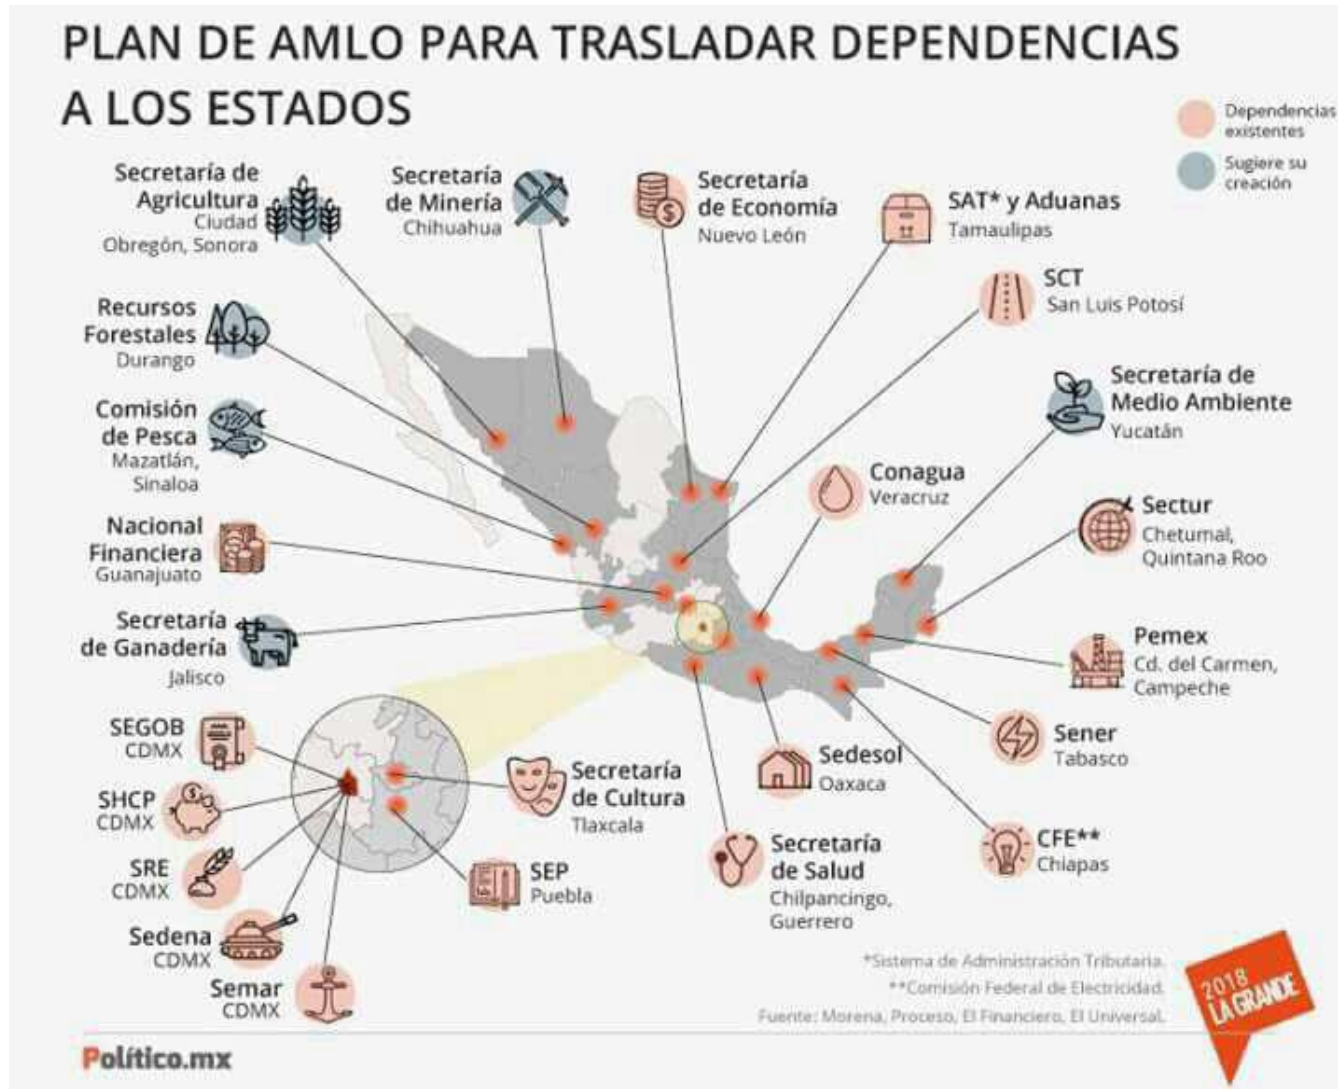 PLAN DE AMLO PARA TRASLADAR DEPENDENCIAS
A LOS ESTADOS
Dependencias
existentes
Sugiere su
creación
Secretaría de
Agricultura
Ciudad
Obregón, Sonora
Secretaría
de Minería
Chihuahua
Secretaría
de Economía
Nuevo León
SAT* y Aduanas
Tamaulipas
SCT
San Luis Potosí
Recursos
Forestales
Durango
Secretaría de
Medio Ambiente
Yucatán
Comisión
de Pesca
Mazatlán,
Sinaloa
Conagua
Veracruz
Sectur
Chetumal,
Quintana Roo
Nacional
Financiera
Guanajuato
Secretaría
de Ganadería
Jalisco
Pemex
Cd. del Carmen,
Campeche
SEGOB
CDMX
Sener
Tabasco
Sedesol
Oaxaca
Secretaría
de Cultura
Tlaxcala
SHCP
CDMX
CFE**
Chiapas
Secretaría
de Salud
Chilpancingo,
Guerrero
SRE
CDMX
SEP
Puebla
Sedena
CDMX
Semar
CDMX
*Sistema de Administración Tributaria.
**Comisión Federal de Electricidad.
Fuente: Morena, Proceso, El Financiero, El Universal.
2018
LA GRANDE
Político.mx